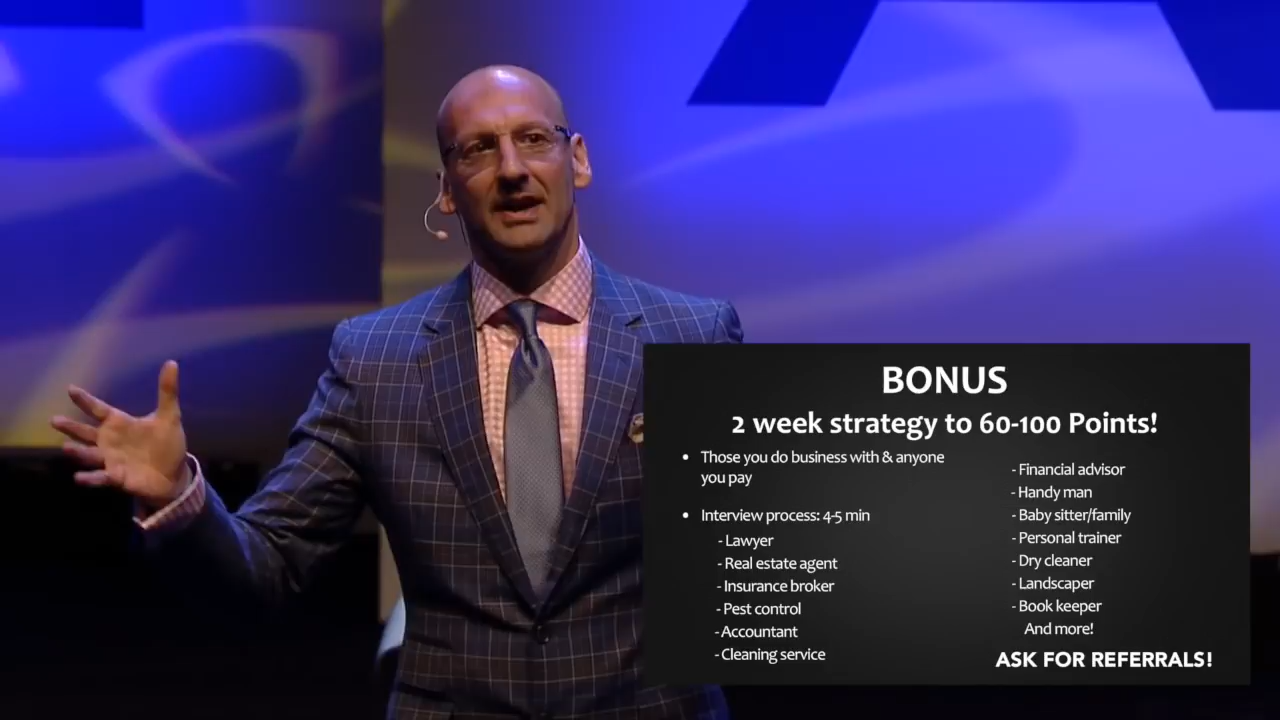 BONUS
2 week strategy to 60-100 Points!
• Those you do business with & anyone
you pay
• Interview process: 4-5 min
- Lawyer
- Real estate agent
- Insurance broker
- Pest control
- Accountant
- Cleaning service
- Financial advisor
- Handy man
- Baby sitter/family
- Personal trainer
- Dry cleaner
- Landscaper
- Book keeper
And more!
ASK FOR REFERRALS!